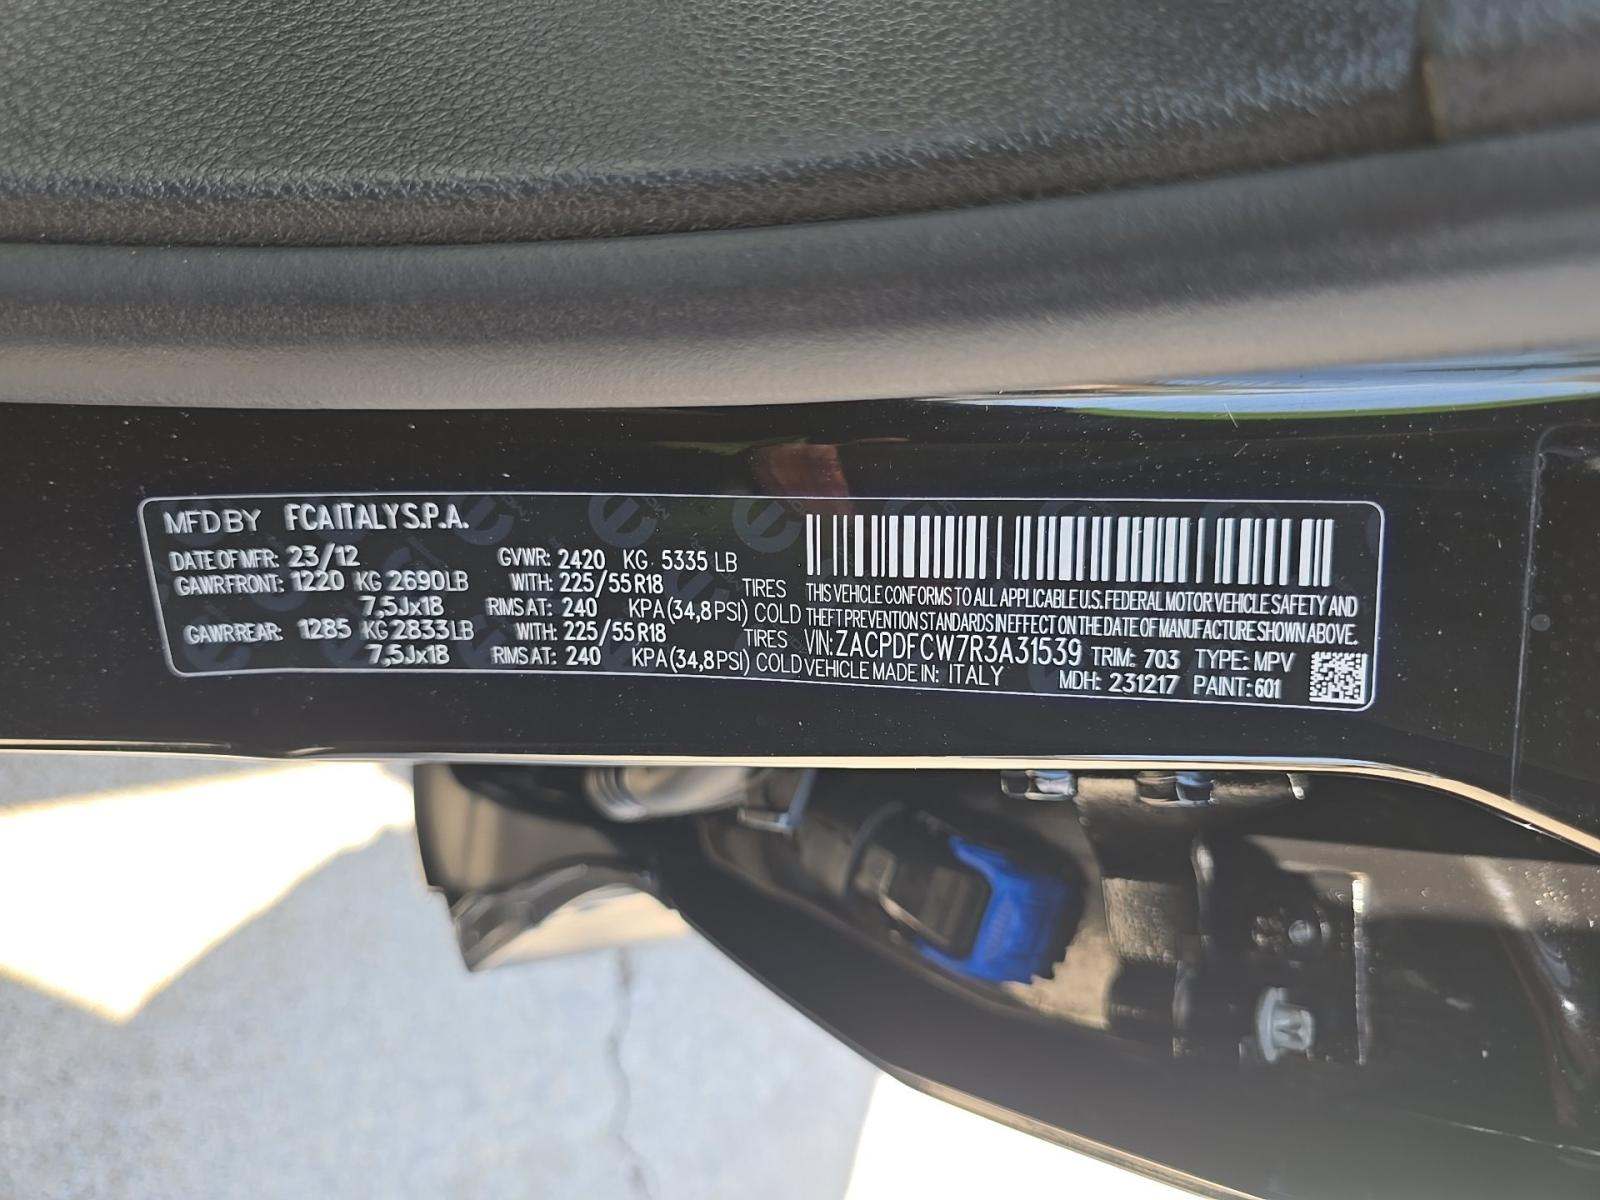 MFD BY FCA ITALY S.P.A.
DATE OF MFR: 23/12 GVWR: 2420 KG 5335 LB
GAWR FRONT: 1220 KG 2690 LB WITH: 225/55 R18 TIRES
7,5Jx18 RIMS AT: 240 KPA (34,8 PSI) COLD
GAWR REAR: 1285 KG 2833 LB WITH: 225/55 R18 TIRES
7,5Jx18 RIMS AT: 240 KPA (34,8 PSI) COLD
THIS VEHICLE CONFORMS TO ALL APPLICABLE U.S. FEDERAL MOTOR VEHICLE SAFETY AND
THEFT PREVENTION STANDARDS IN EFFECT ON THE DATE OF MANUFACTURE SHOWN ABOVE.
VIN: ZACPDFCW7R3A31539 TRIM: 703 TYPE: MPV
VEHICLE MADE IN: ITALY MDH: 231217 PAINT: 601